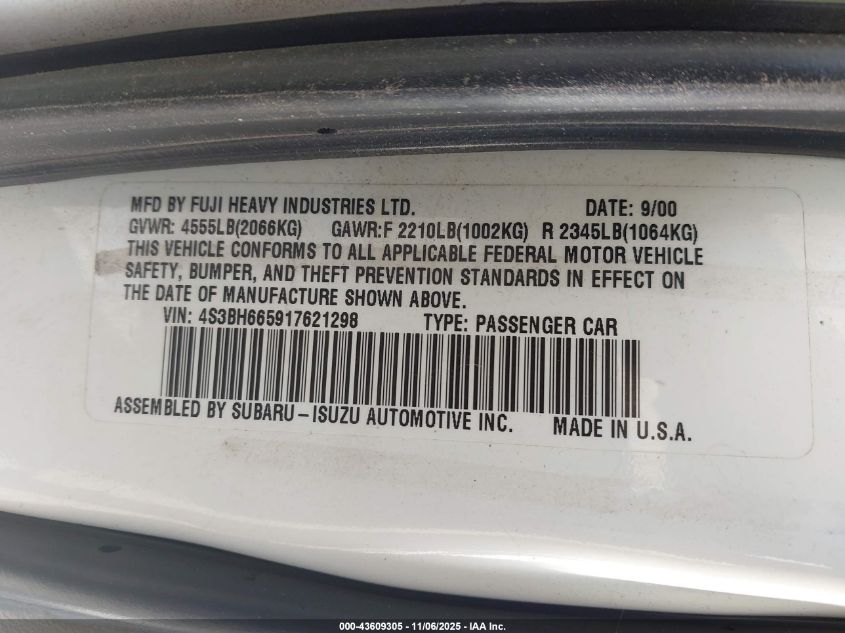 MFD BY FUJI HEAVY INDUSTRIES LTD. DATE: 9/00
GVWR: 4555LB(2066KG) GAWR:F 2210LB(1002KG) R 2345LB(1064KG)
THIS VEHICLE CONFORMS TO ALL APPLICABLE FEDERAL MOTOR VEHICLE
SAFETY, BUMPER, AND THEFT PREVENTION STANDARDS IN EFFECT ON
THE DATE OF MANUFACTURE SHOWN ABOVE.
VIN: 4S3BH665917621298 TYPE: PASSENGER CAR
ASSEMBLED BY SUBARU-ISUZU AUTOMOTIVE INC. MADE IN U.S.A.
000-43609305 - 11/06/2025 - IAA Inc.